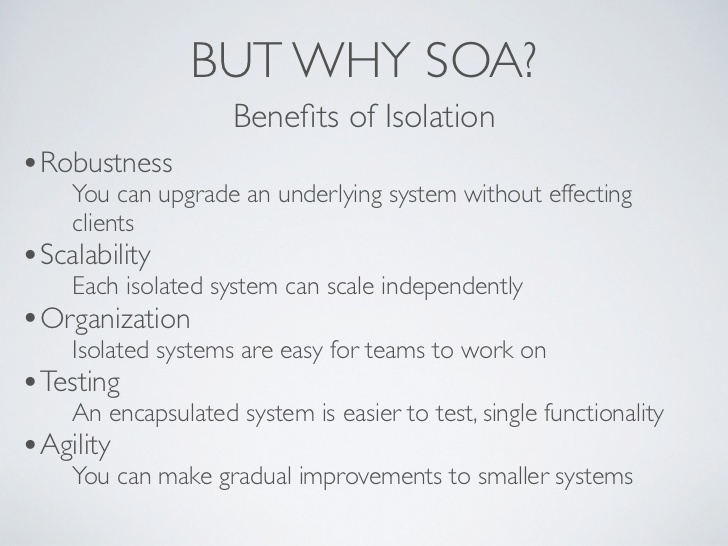 BUT WHY SOA?
Benefits of Isolation
•Robustness
You can upgrade an underlying system without effecting
clients
•Scalability
Each isolated system can scale independently
•Organization
Isolated systems are easy for teams to work on
•Testing
An encapsulated system is easier to test, single functionality
•Agility
You can make gradual improvements to smaller systems